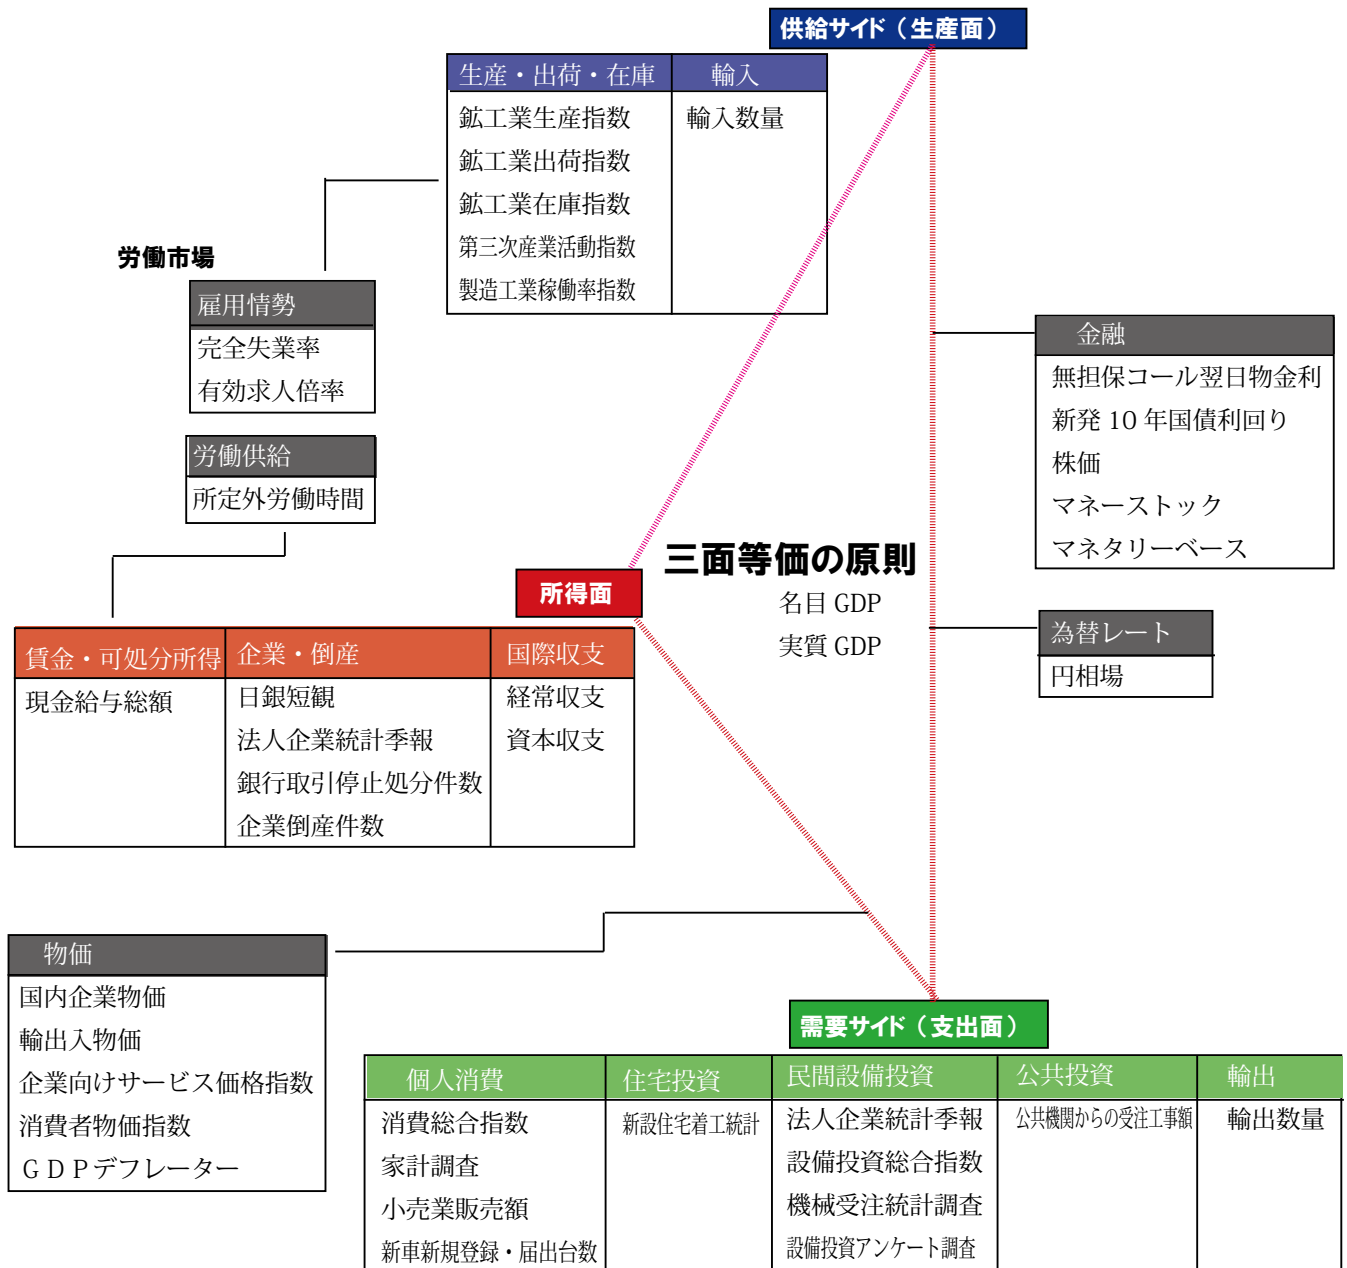 供給サイド（生産面）
生産・出荷・在庫
鉱工業生産指数
鉱工業出荷指数
鉱工業在庫指数
第三次産業活動指数
製造工業稼働率指数
輸入
輸入数量
労働市場
雇用情勢
完全失業率
有効求人倍率
労働供給
所定外労働時間
金融
無担保コール翌日物金利
新発 10 年国債利回り
株価
マネーストック
マネタリーベース
三面等価の原則
名目 GDP
実質 GDP
為替レート
円相場
所得面
賃金・可処分所得
現金給与総額
企業・倒産
日銀短観
法人企業統計季報
銀行取引停止処分件数
企業倒産件数
国際収支
経常収支
資本収支
物価
国内企業物価
輸出入物価
企業向けサービス価格指数
消費者物価指数
ＧＤＰデフレーター
需要サイド（支出面）
個人消費
消費総合指数
家計調査
小売業販売額
新車新規登録・届出台数
住宅投資
新設住宅着工統計
民間設備投資
法人企業統計季報
設備投資総合指数
機械受注統計調査
設備投資アンケート調査
公共投資
公共機関からの受注工事額
輸出
輸出数量